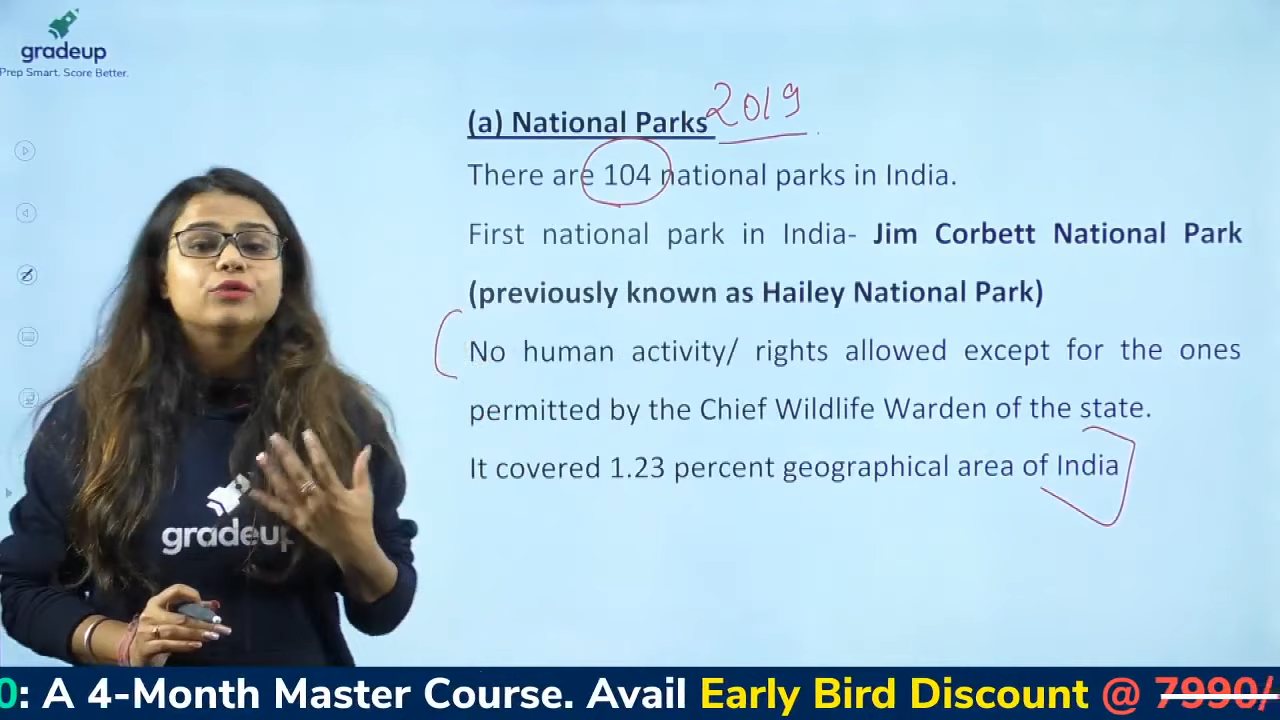 gradeup
Prep Smart. Score Better.
(a) National Parks 2019
There are 104 national parks in India.
First national park in India- Jim Corbett National Park
(previously known as Hailey National Park)
No human activity/ rights allowed except for the ones
permitted by the Chief Wildlife Warden of the state.
It covered 1.23 percent geographical area of India
gradeup
0: A 4-Month Master Course. Avail Early Bird Discount @ 7990/-